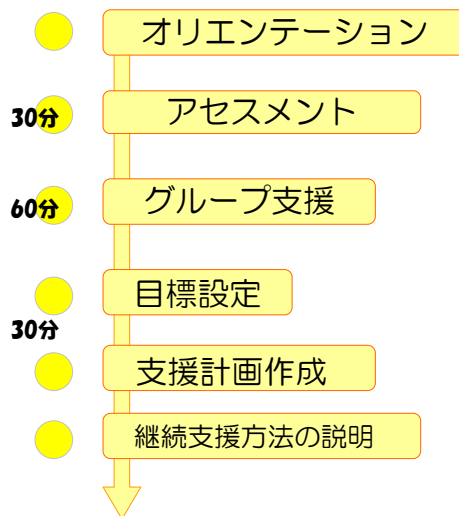 オリエンテーション
30分 アセスメント
60分 グループ支援
目標設定
30分
支援計画作成
継続支援方法の説明